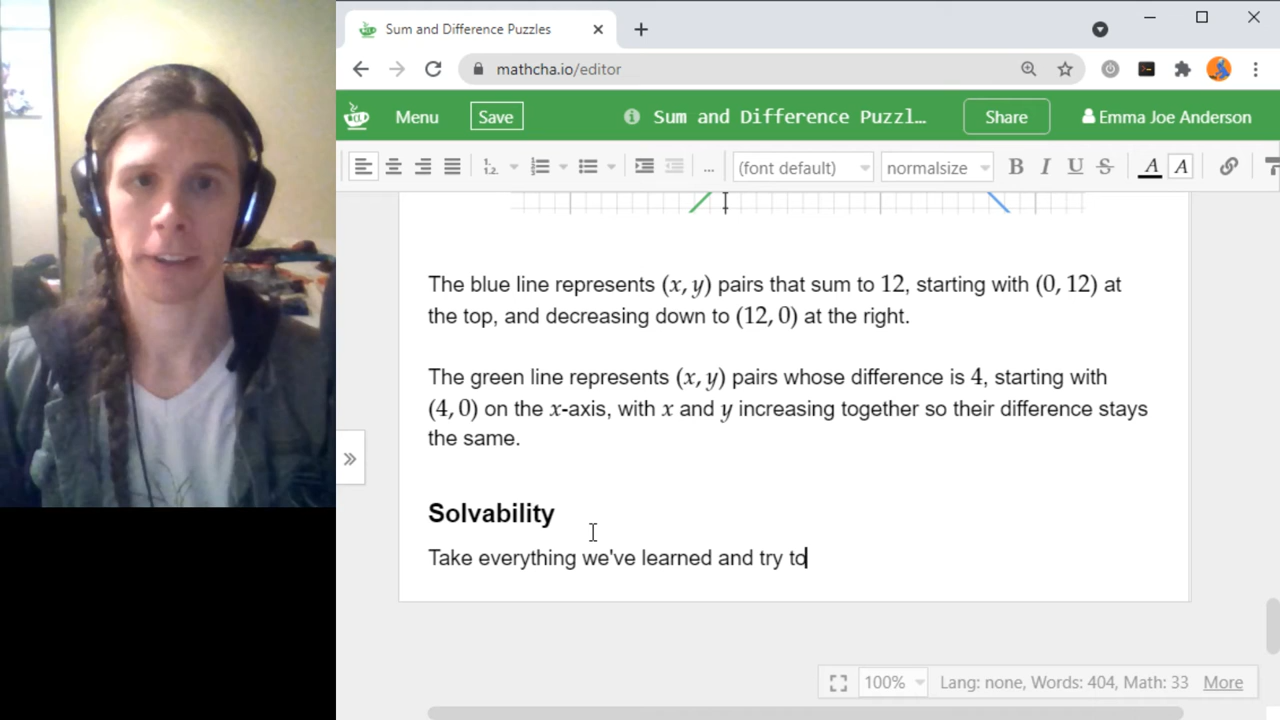 Sum and Difference Puzzles
mathcha.io/editor
Menu Save Sum and Difference Puzzl... Share Emma Joe Anderson
(font default) normalsize B I U S A A
The blue line represents (x, y) pairs that sum to 12, starting with (0, 12) at
the top, and decreasing down to (12, 0) at the right.
The green line represents (x, y) pairs whose difference is 4, starting with
(4, 0) on the x-axis, with x and y increasing together so their difference stays
the same.
Solvability
Take everything we've learned and try to
100% Lang: none, Words: 404, Math: 33 More